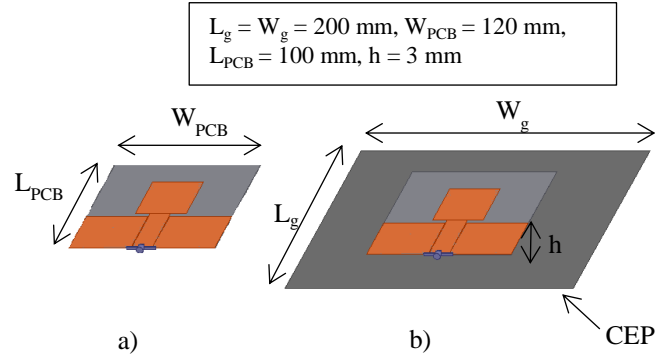 L_g = W_g = 200 mm, W_PCB = 120 mm,
L_PCB = 100 mm, h = 3 mm
W_PCB
W_g
L_PCB
L_g
h
a)
b)
CEP